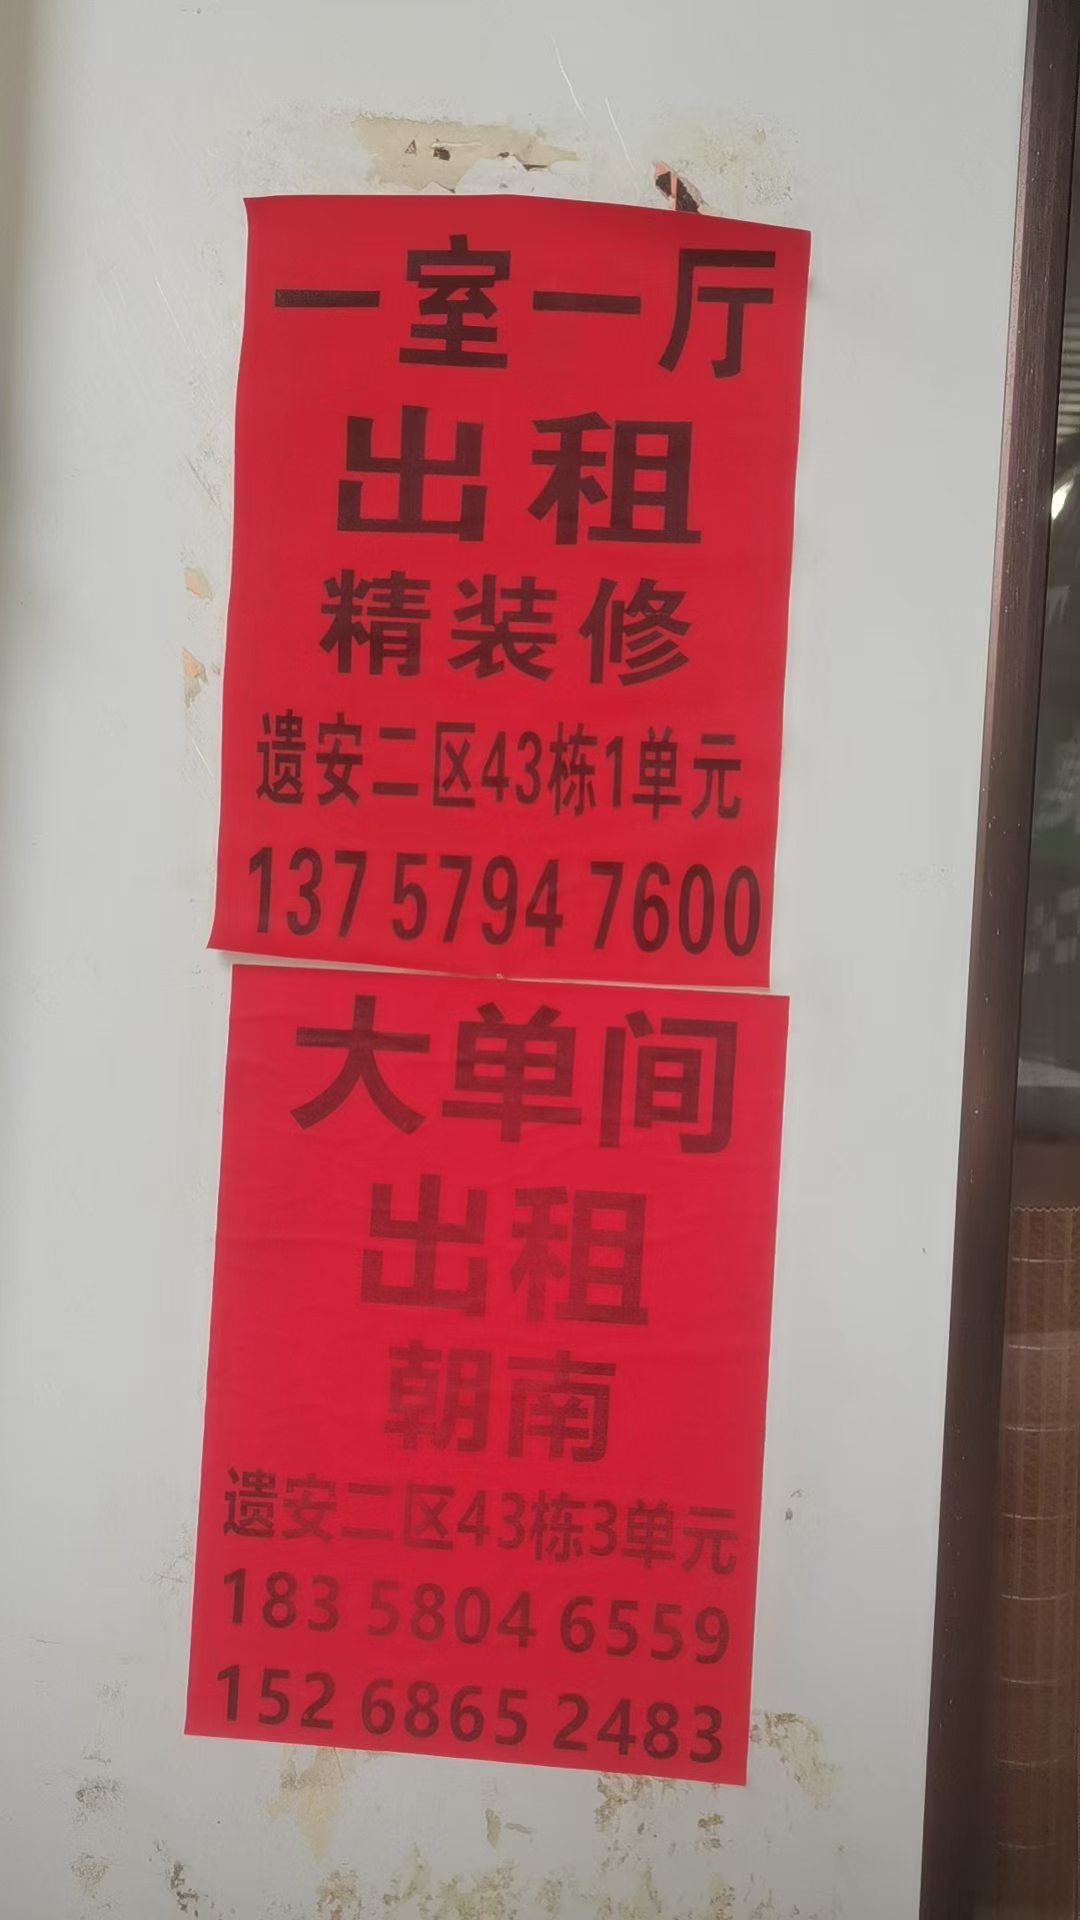 一室一厅
出租
精装修
遗安二区43栋1单元
137 5794 7600
大单间
出租
朝南
遗安二区43栋3单元
183 5804 6559
152 6865 2483